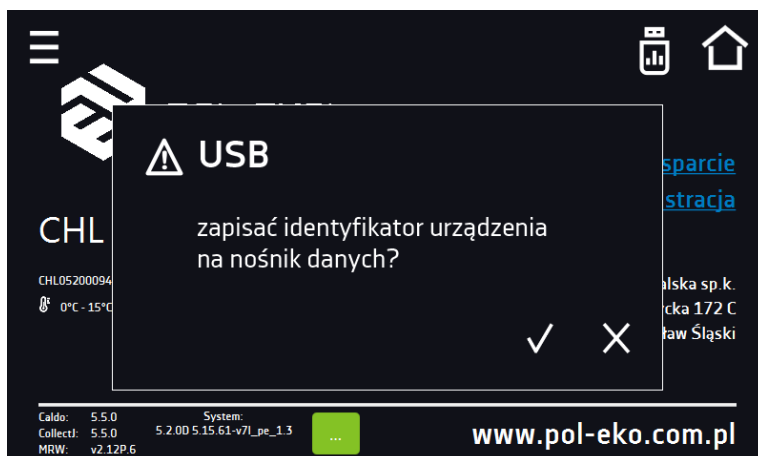 USB
sparcie
stracja
zapisać identyfikator urządzenia
na nośnik danych?
CHL
CHL05200094
0°C - 15°C
alska sp.k.
rcka 172 C
ław Śląski
Caldo: 5.5.0
CollectJ: 5.5.0
MRW: v2.12P.6
System:
5.2.0D 5.15.61-v7l_pe_1.3
...
www.pol-eko.com.pl